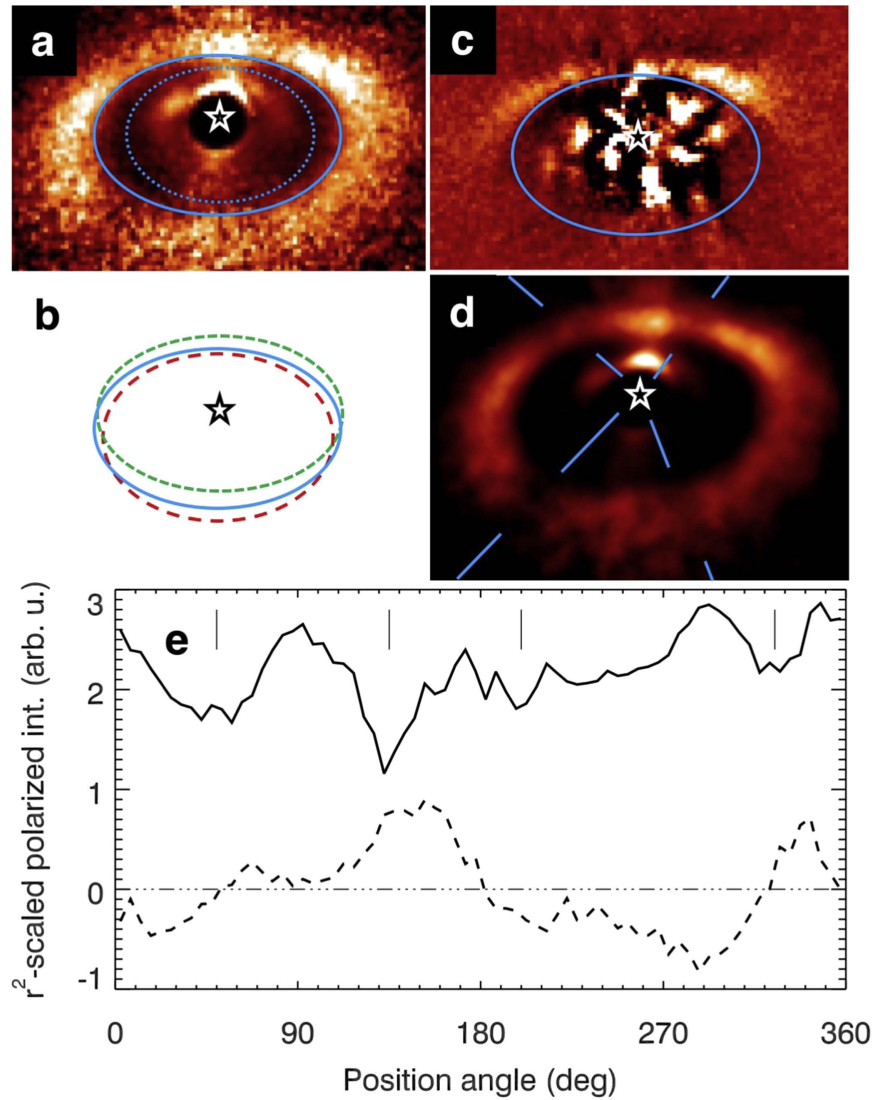 a
c
b
d
e
r²-scaled polarized int. (arb. u.)
3
2
1
0
-1
0 90 180 270 360
Position angle (deg)